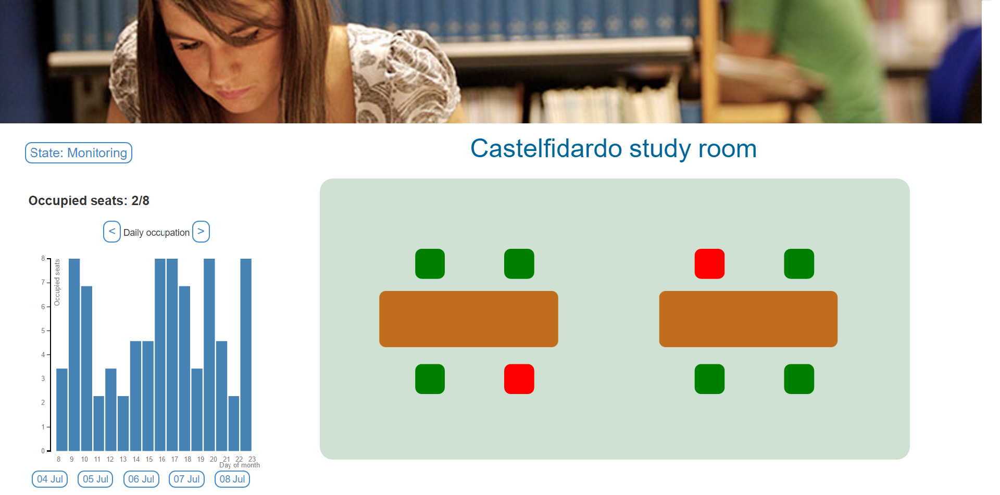 State: Monitoring
Castelfidardo study room
Occupied seats: 2/8
< Daily occupation >
Occupied seats
8
7
6
5
4
3
2
1
0
8 9 10 11 12 13 14 15 16 17 18 19 20 21 22 23
Day of month
04 Jul 05 Jul 06 Jul 07 Jul 08 Jul